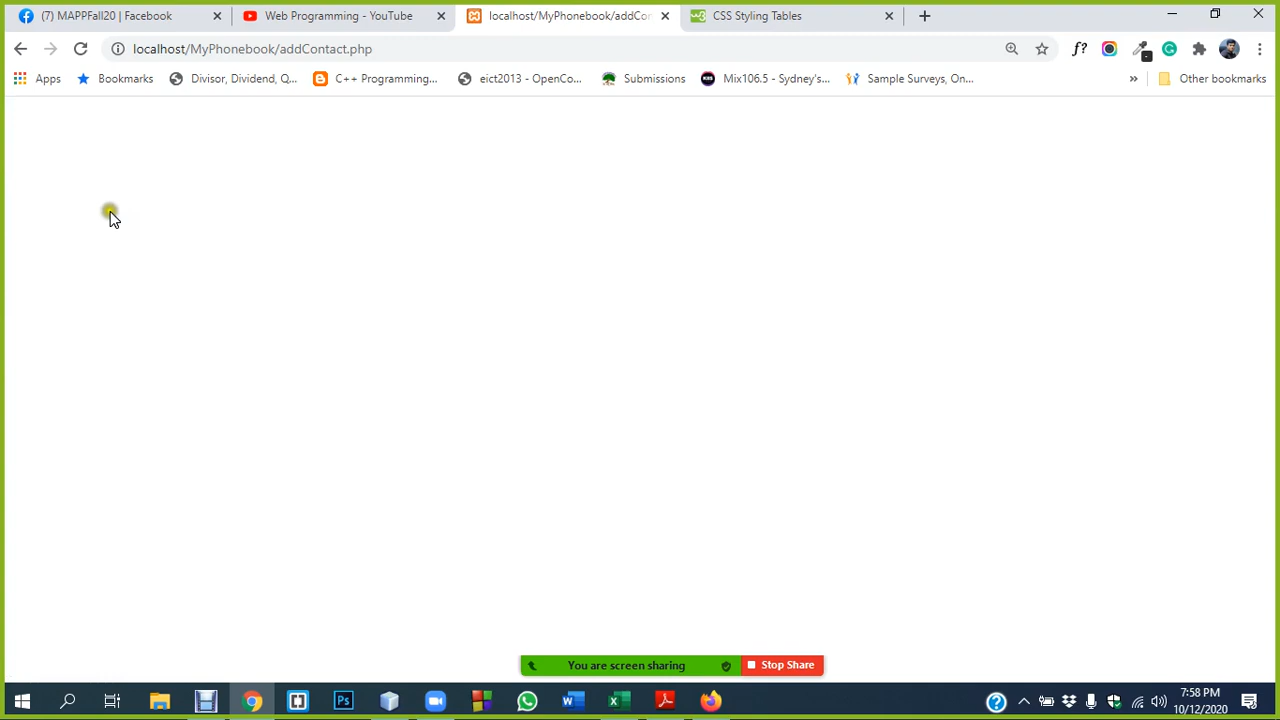 (7) MAPPFall20 | Facebook
Web Programming - YouTube
localhost/MyPhonebook/addCor
CSS Styling Tables
localhost/MyPhonebook/addContact.php
f?
Apps
Bookmarks
Divisor, Dividend, Q...
C++ Programming...
eict2013 - OpenCo...
Submissions
Mix106.5 - Sydney's...
Sample Surveys, On...
»
Other bookmarks
You are screen sharing
Stop Share
7:58 PM
10/12/2020